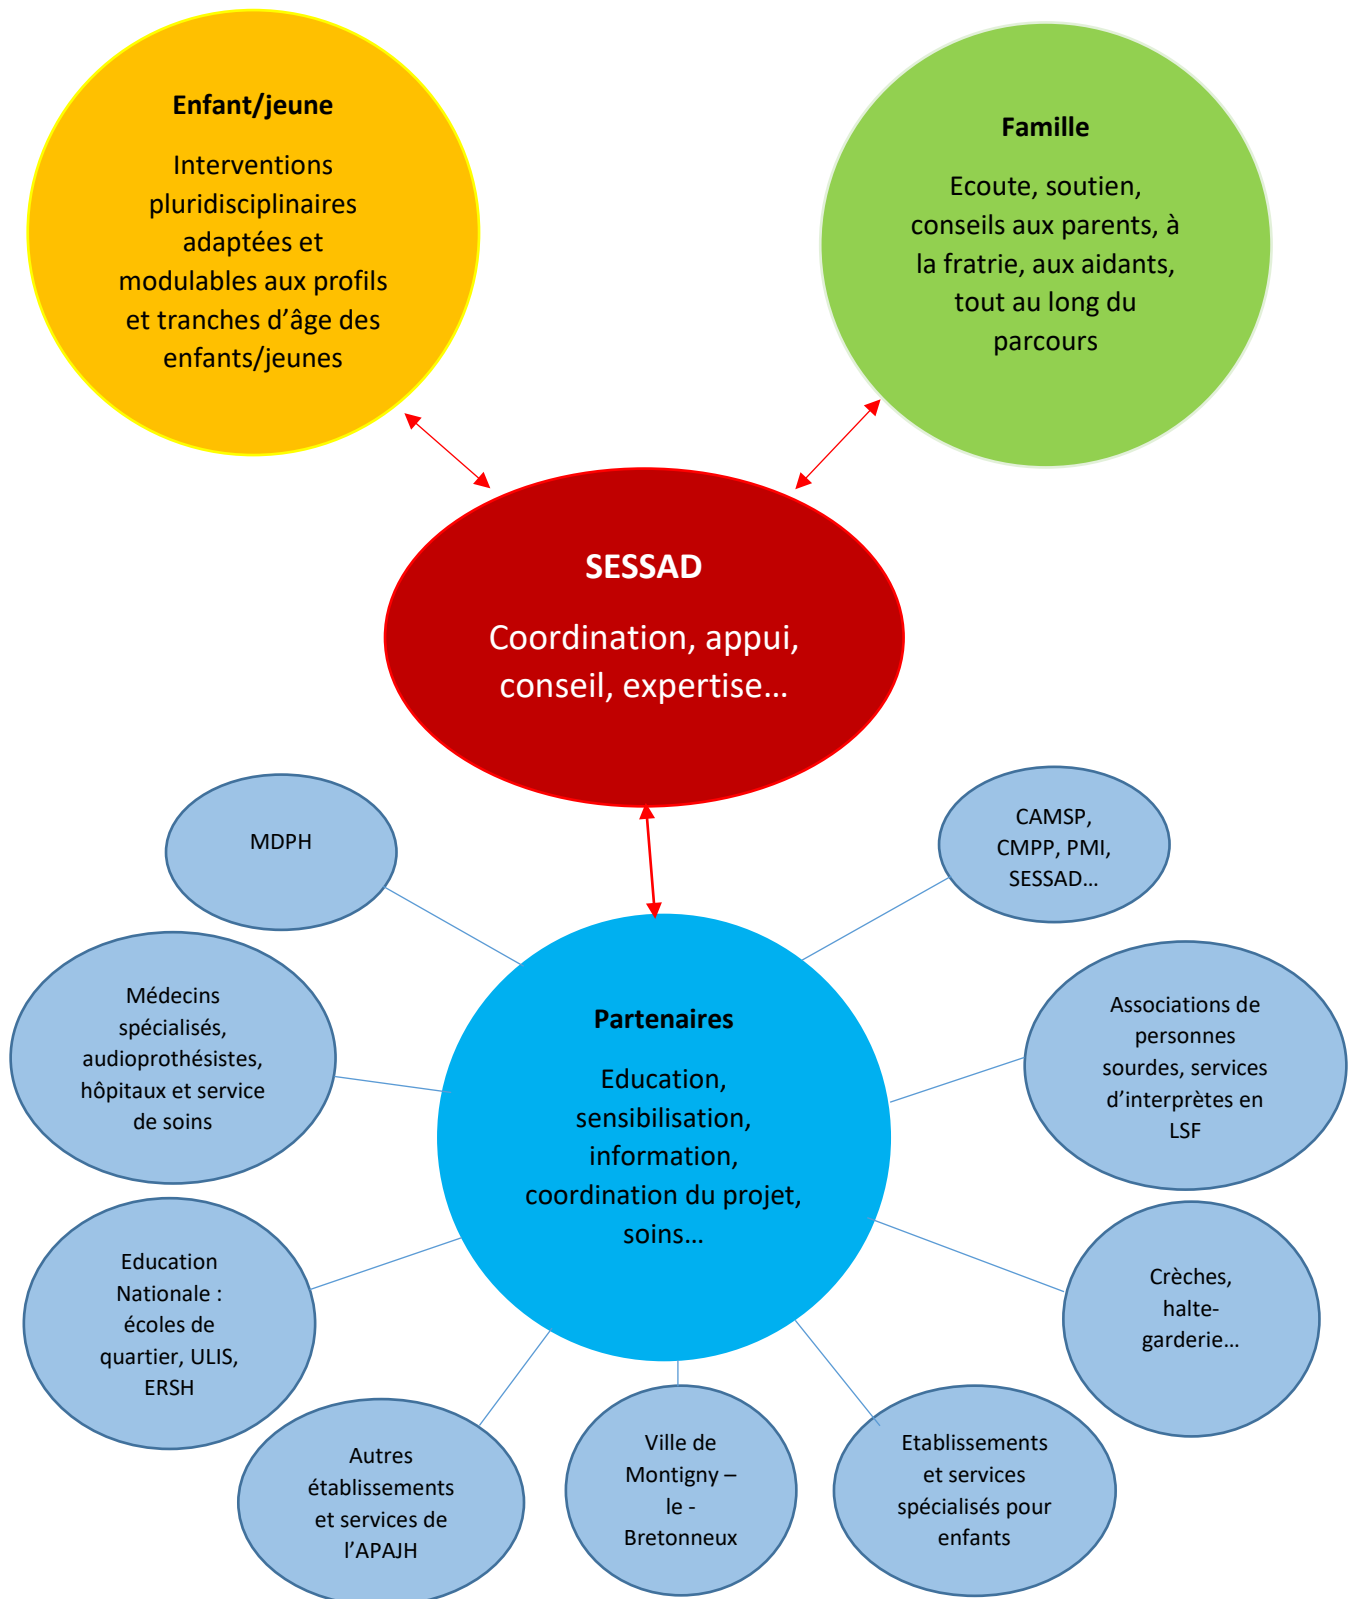 Enfant/jeune
Interventions
pluridisciplinaires
adaptées et
modulables aux profils
et tranches d’âge des
enfants/jeunes
Famille
Ecoute, soutien,
conseils aux parents, à
la fratrie, aux aidants,
tout au long du
parcours
SESSAD
Coordination, appui,
conseil, expertise…
MDPH
CAMSP,
CMPP, PMI,
SESSAD…
Médecins
spécialisés,
audioprothésistes,
hôpitaux et service
de soins
Partenaires
Education,
sensibilisation,
information,
coordination du projet,
soins…
Associations de
personnes
sourdes, services
d’interprètes en
LSF
Education
Nationale :
écoles de
quartier, ULIS,
ERSH
Crèches,
halte-
garderie…
Autres
établissements
et services de
l’APAJH
Ville de
Montigny –
le -
Bretonneux
Etablissements
et services
spécialisés pour
enfants